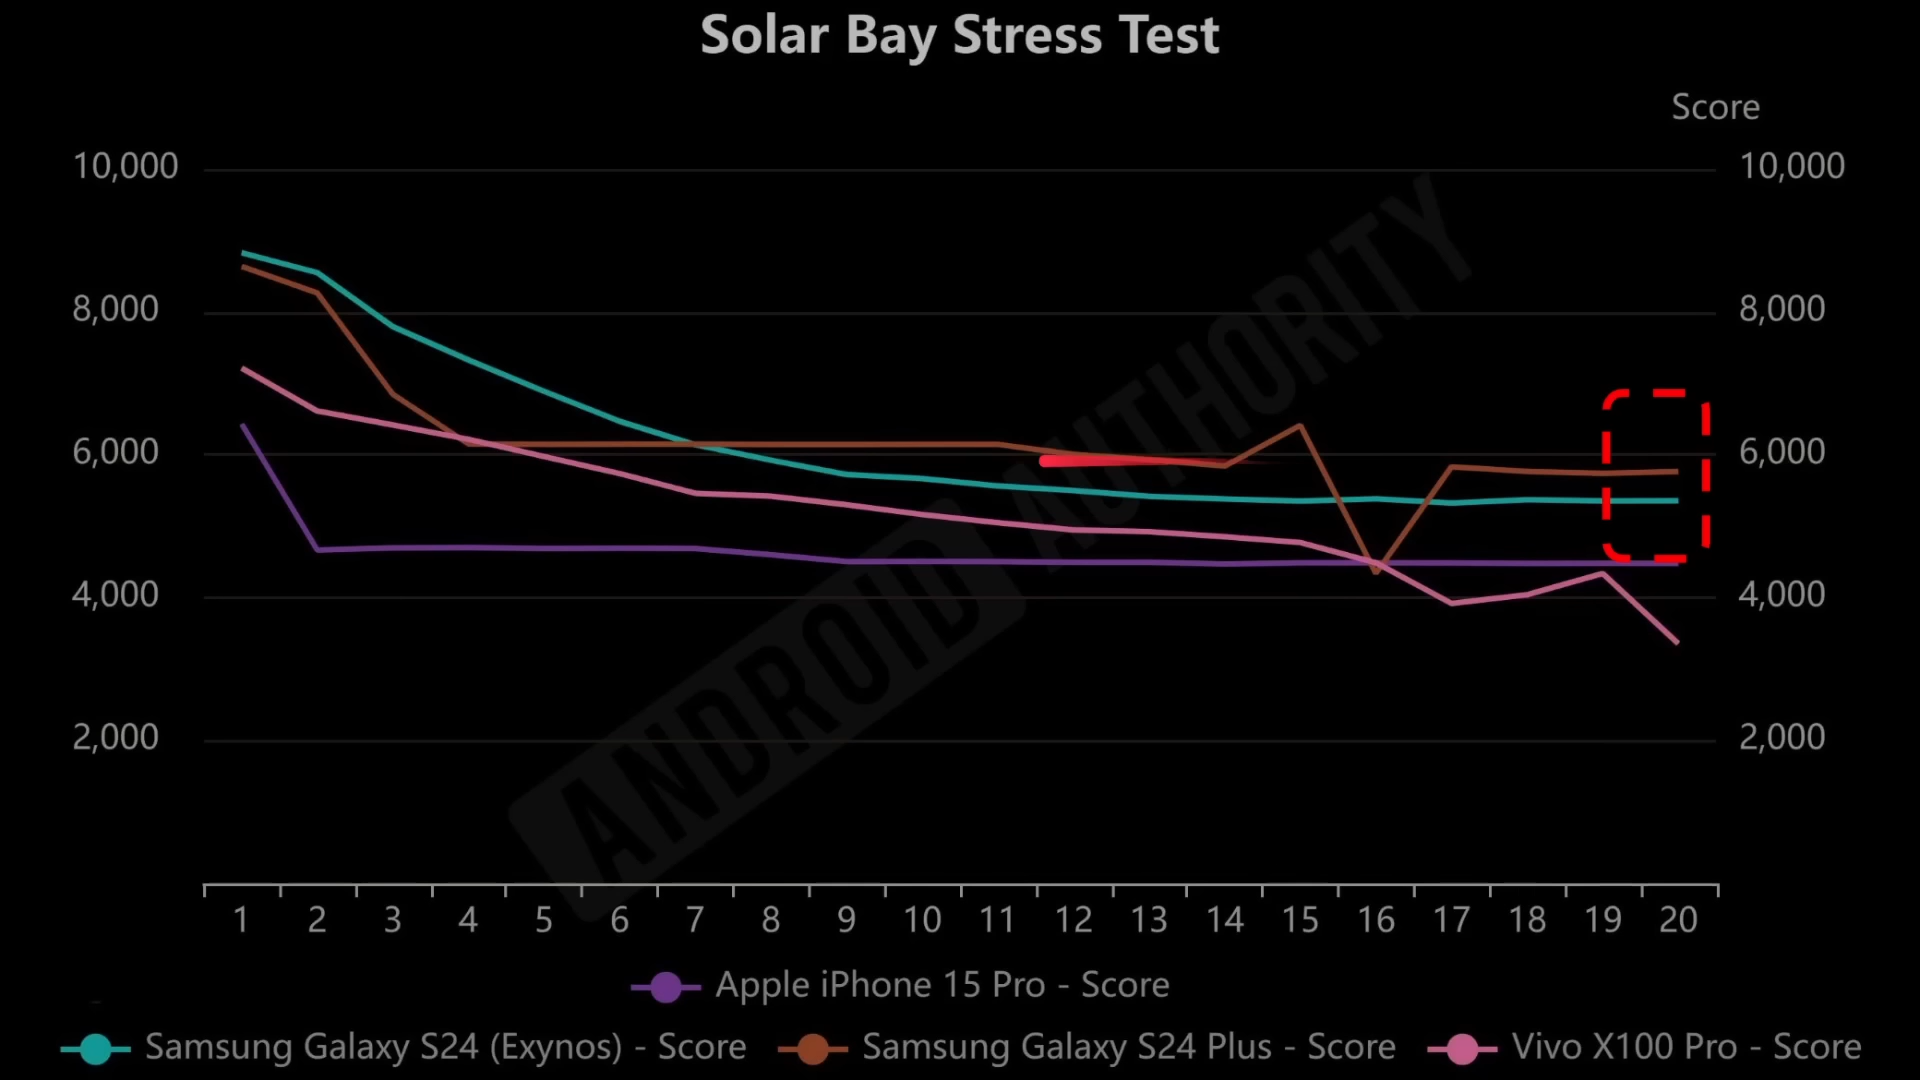 Solar Bay Stress Test
Score
10,000 10,000
8,000 8,000
6,000 6,000
4,000 4,000
2,000 2,000
ANDROID AUTHORITY
1 2 3 4 5 6 7 8 9 10 11 12 13 14 15 16 17 18 19 20
Apple iPhone 15 Pro - Score
Samsung Galaxy S24 (Exynos) - Score Samsung Galaxy S24 Plus - Score Vivo X100 Pro - Score